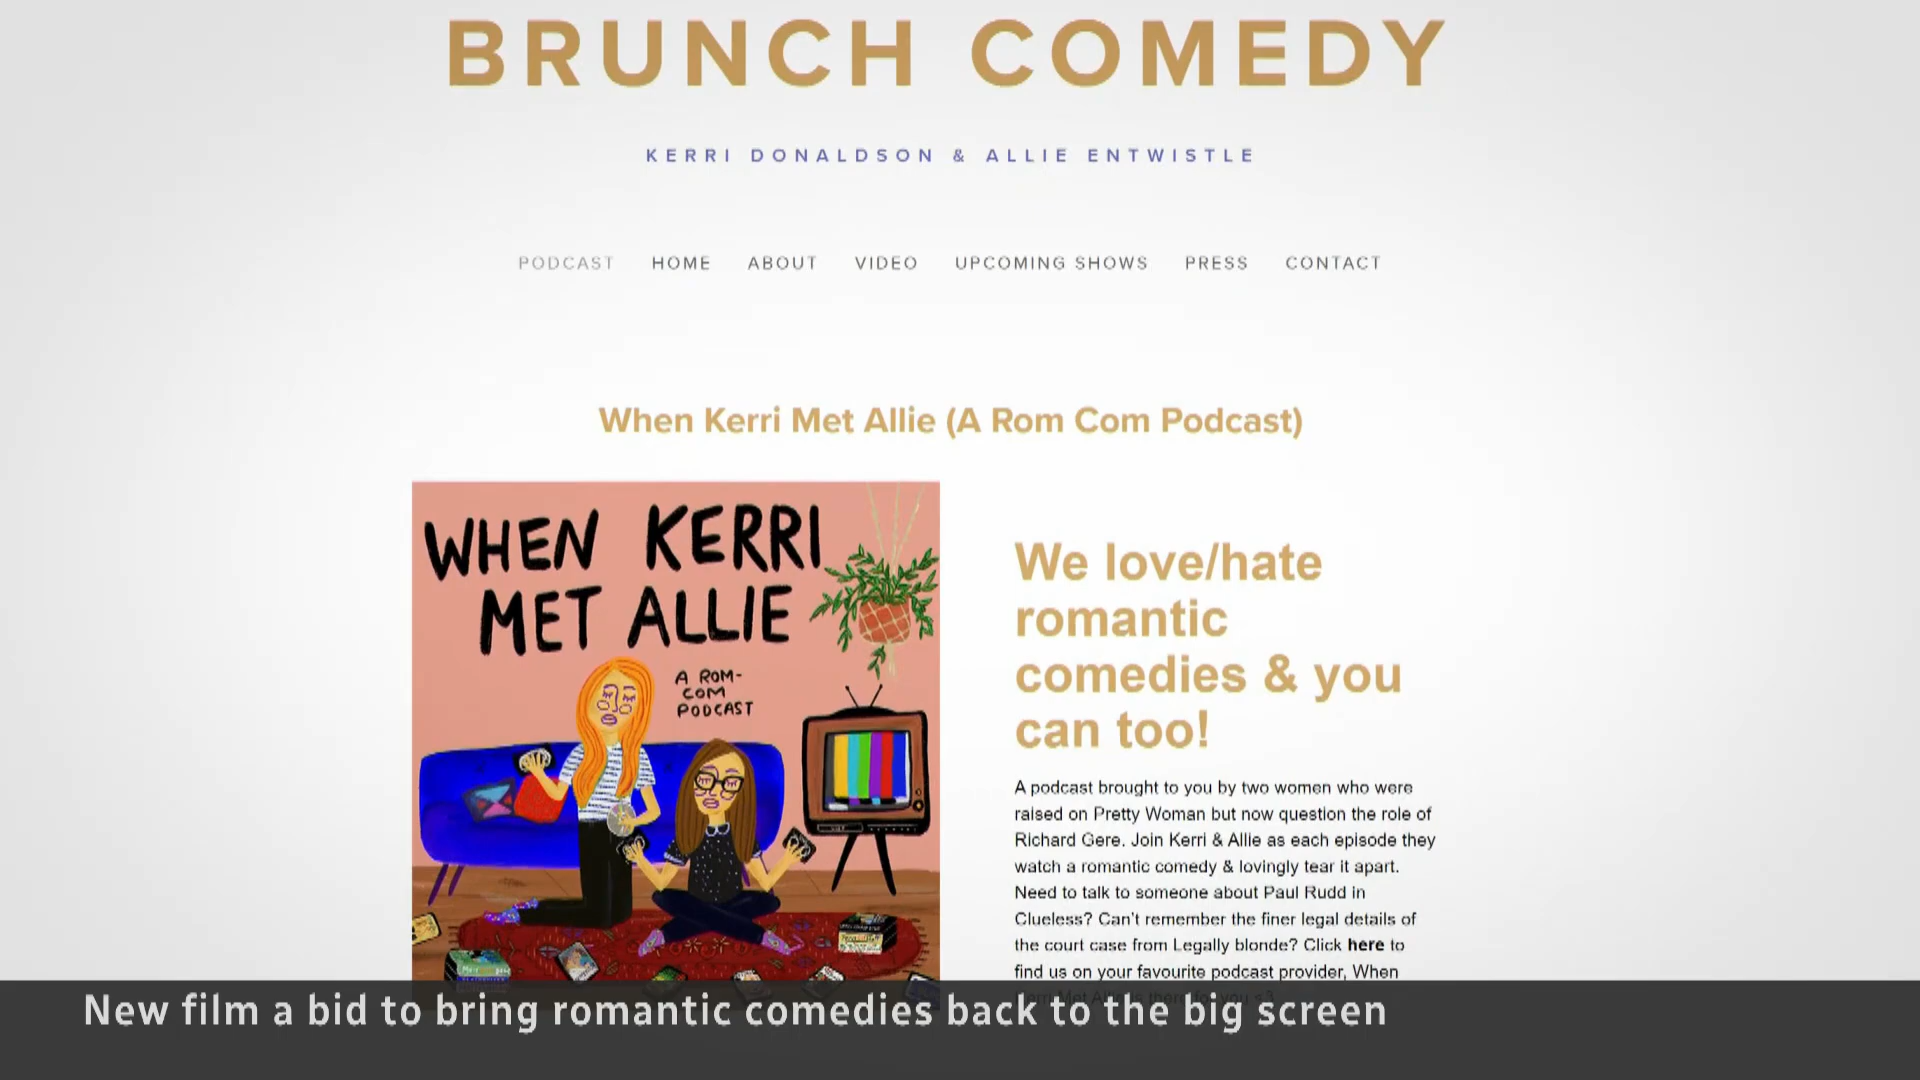 BRUNCH COMEDY
KERRI DONALDSON & ALLIE ENTWISTLE
PODCAST HOME ABOUT VIDEO UPCOMING SHOWS PRESS CONTACT
When Kerri Met Allie (A Rom Com Podcast)
WHEN KERRI
MET ALLIE
A ROM-
COM
PODCAST
We love/hate
romantic
comedies & you
can too!
A podcast brought to you by two women who were
raised on Pretty Woman but now question the role of
Richard Gere. Join Kerri & Allie as each episode they
watch a romantic comedy & lovingly tear it apart.
Need to talk to someone about Paul Rudd in
Clueless? Can't remember the finer legal details of
the court case from Legally blonde? Click here to
find us on your favourite podcast provider, When
New film a bid to bring romantic comedies back to the big screen